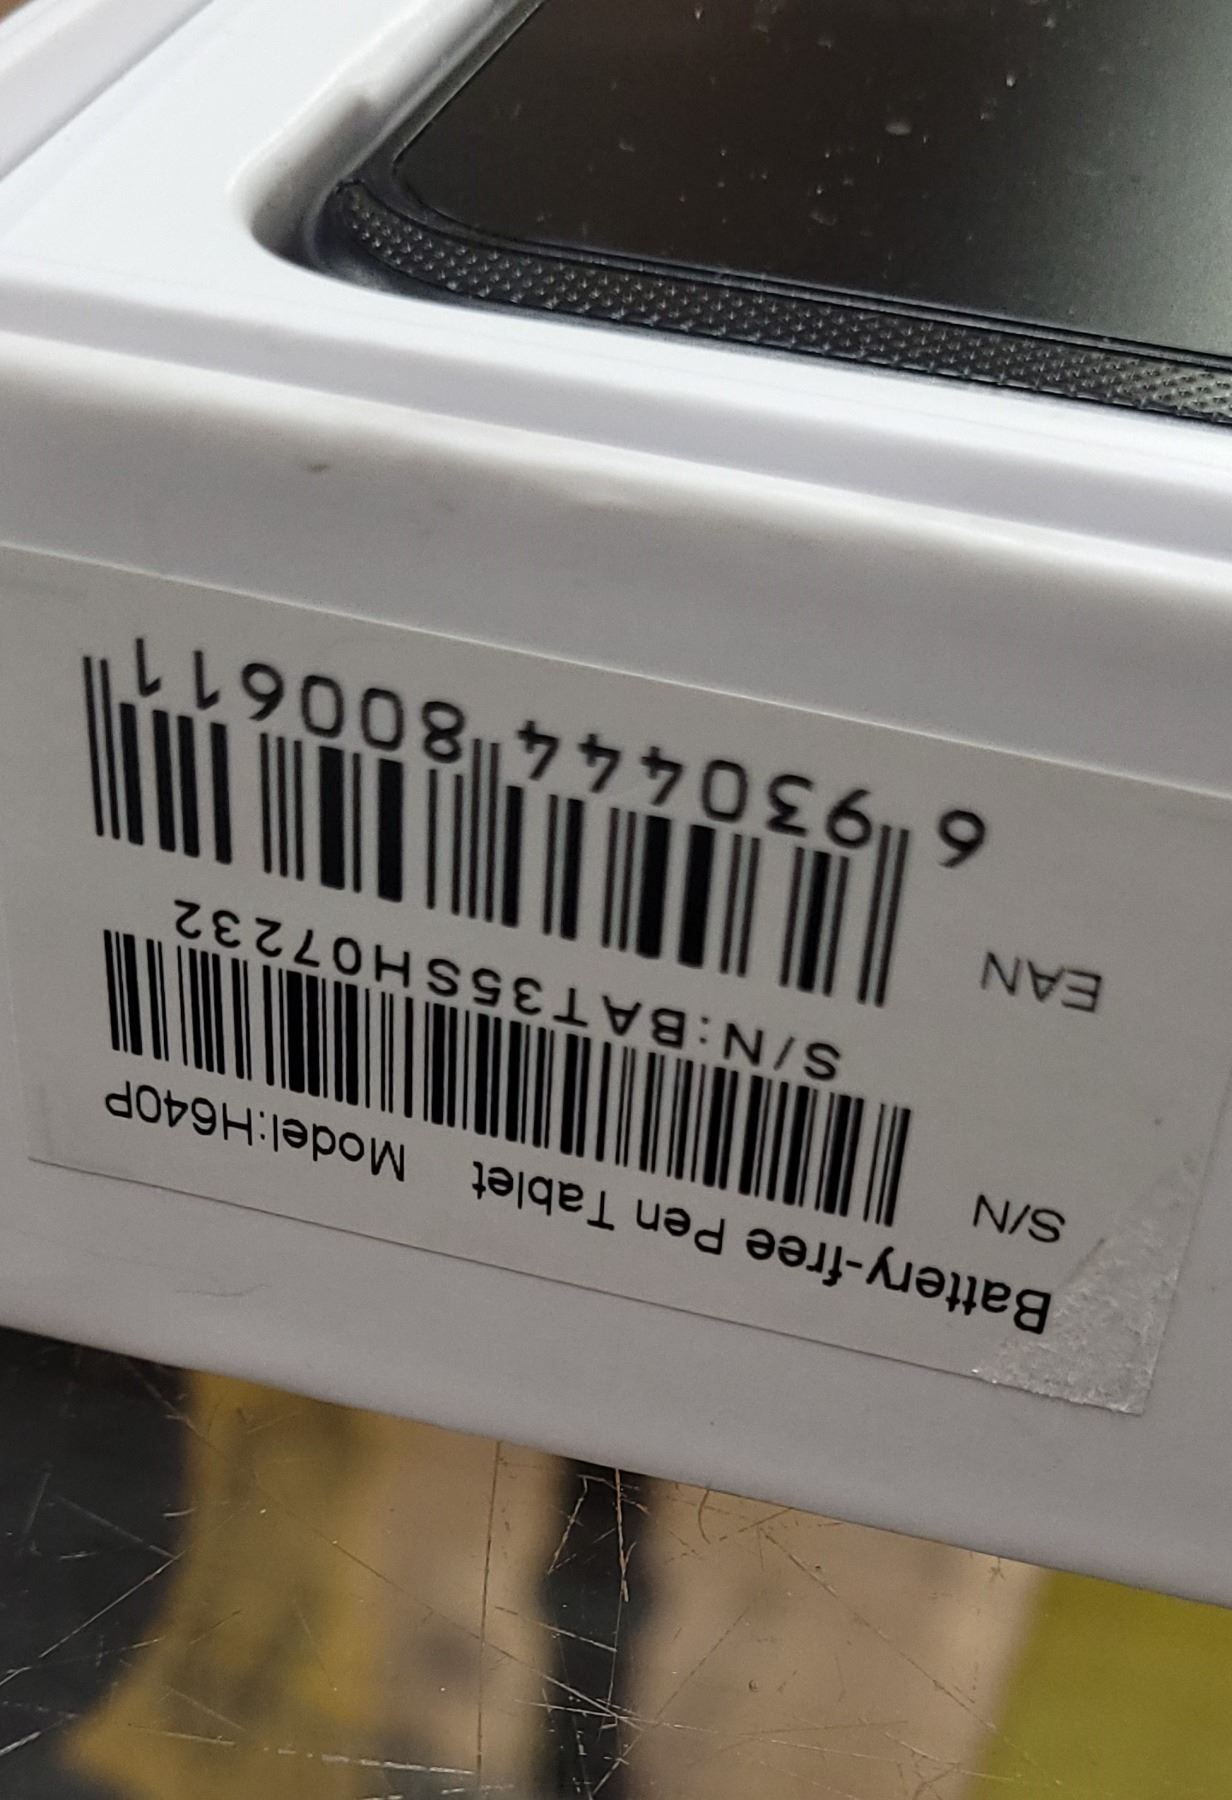 Battery-free Pen Tablet Model:H640P
S/N
S/N:BAT35SH07232
EAN
6 930444 800611